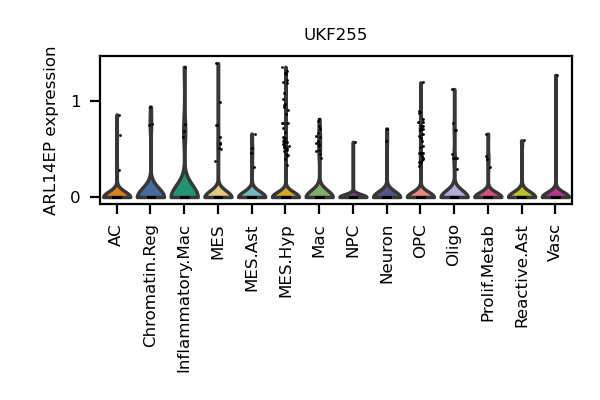 UKF255
ARL14EP expression
1
0
AC
Chromatin.Reg
Inflammatory.Mac
MES
MES.Ast
MES.Hyp
Mac
NPC
Neuron
OPC
Oligo
Prolif.Metab
Reactive.Ast
Vasc